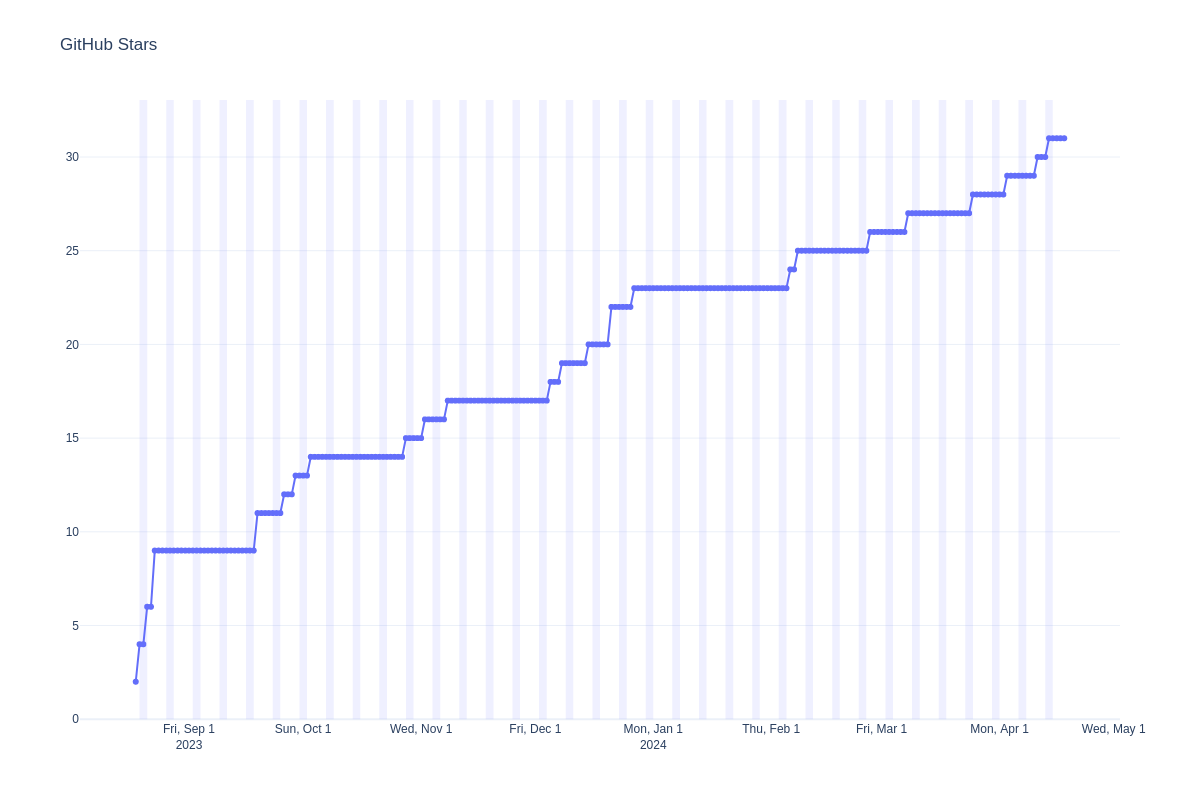 GitHub Stars
30
25
20
15
10
5
0
Fri, Sep 1
2023
Sun, Oct 1
Wed, Nov 1
Fri, Dec 1
Mon, Jan 1
2024
Thu, Feb 1
Fri, Mar 1
Mon, Apr 1
Wed, May 1